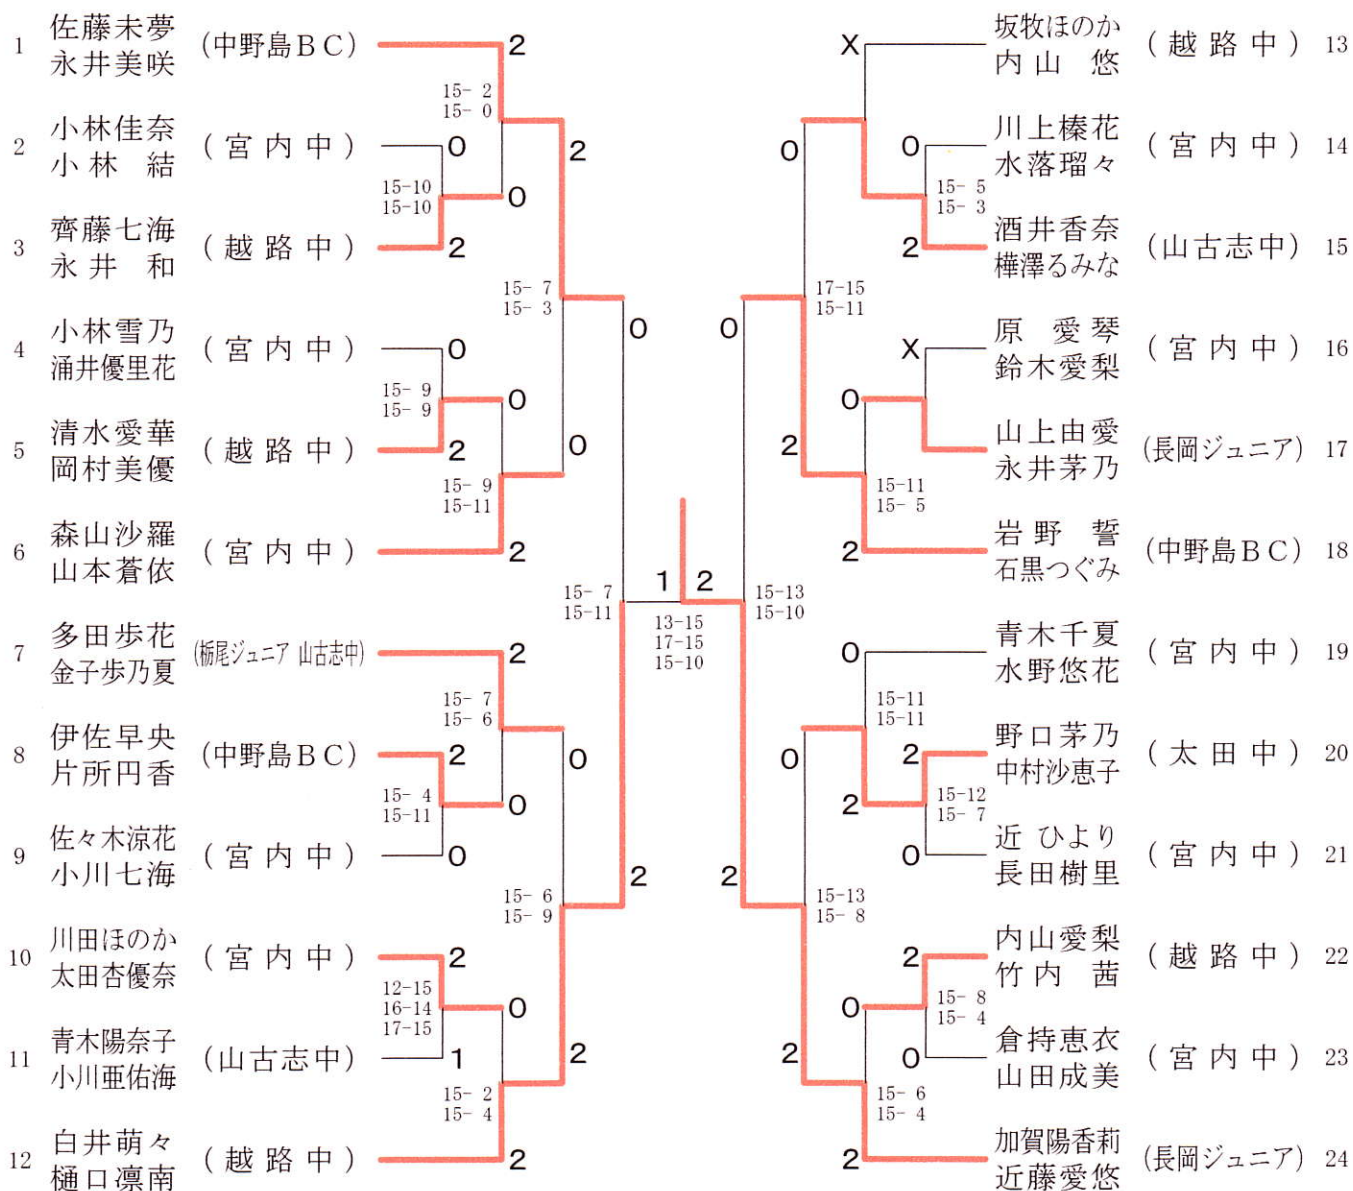 1 佐藤未夢 永井美咲 (中野島ＢＣ) 2
15- 2
15- 0
2 小林佳奈 小林 結 (宮内中) 0
2
15-10
15-10
0
3 齊藤七海 永井 和 (越路中) 2
15- 7
15- 3
0
4 小林雪乃 涌井優里花 (宮内中) 0
15- 9
15- 9
0
5 清水愛華 岡村美優 (越路中) 2
0
15- 9
15-11
6 森山沙羅 山本蒼依 (宮内中) 2
15- 7
15-11
1 2
13-15
17-15
15-10
7 多田歩花 金子歩乃夏 (栃尾ジュニア 山古志中) 2
15- 7
15- 6
8 伊佐早央 片所円香 (中野島ＢＣ) 2
0
15- 4
15-11
0
9 佐々木涼花 小川七海 (宮内中) 0
2
15- 6
15- 9
10 川田ほのか 太田杏優奈 (宮内中) 2
12-15
16-14
17-15
0
11 青木陽奈子 小川亜佑海 (山古志中) 1
2
15- 2
15- 4
12 白井萌々 樋口凛南 (越路中) 2
X 坂牧ほのか 内山 悠 (越路中) 13
0
0 川上榛花 水落瑠々 (宮内中) 14
15- 5
15- 3
2 酒井香奈 樺澤るみな (山古志中) 15
17-15
15-11
0
X 原 愛琴 鈴木愛梨 (宮内中) 16
0
2
山上由愛 永井茅乃 (長岡ジュニア) 17
15-11
15- 5
2 岩野 誓 石黒つぐみ (中野島ＢＣ) 18
15-13
15-10
0 青木千夏 水野悠花 (宮内中) 19
15-11
15-11
0
2 野口茅乃 中村沙恵子 (太田中) 20
2
15-12
15- 7
0 近 ひより 長田樹里 (宮内中) 21
2
15-13
15- 8
2 内山愛梨 竹内 茜 (越路中) 22
0
15- 8
15- 4
2
0 倉持恵衣 山田成美 (宮内中) 23
15- 6
15- 4
2 加賀陽香莉 近藤愛悠 (長岡ジュニア) 24